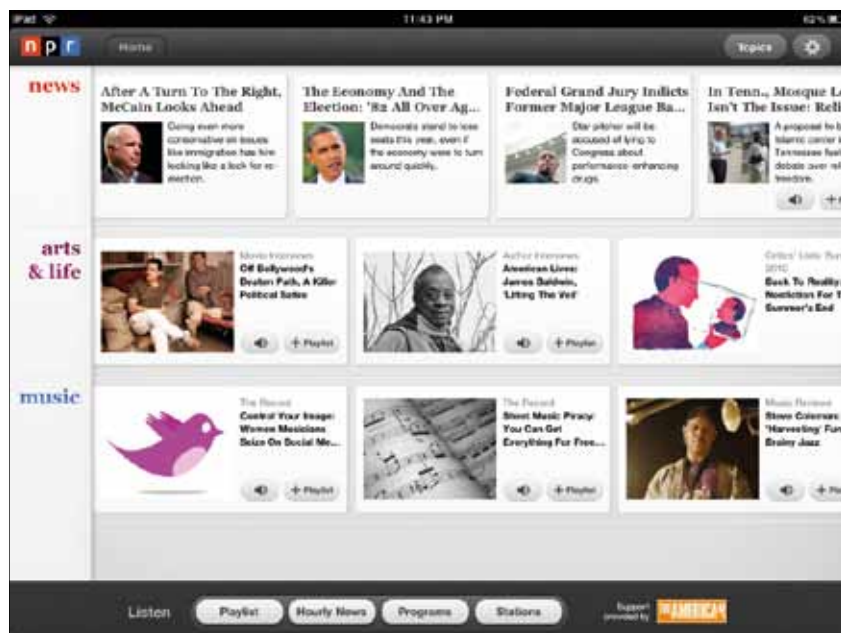 iPad 11:43 PM 62%
npr Home Topics
news
After A Turn To The Right,
McCain Looks Ahead
Going even more
conservative on issues
like immigration has him
looking like a lock for re-
election.
The Economy And The
Election: '82 All Over Ag...
Democrats stand to lose
seats this year, even if
the economy were to turn
around quickly.
Federal Grand Jury Indicts
Former Major League Ba...
Star pitcher will be
accused of lying to
Congress about
performance-enhancing
drugs.
In Tenn., Mosque L
Isn't The Issue: Reli
A proposal to b
Islamic center i
Tennessee fuel
debate over reli
freedom.
arts
& life
Movie Interviews
Off Bollywood's
Beaten Path, A Killer
Political Satire
+ Playlist
Author Interviews
American Lives:
James Baldwin,
'Lifting The Veil'
+ Playlist
Critics' Lists:
2010
Back To Reality:
Nonfiction For
Summer's End
music
The Record
Control Your Image:
Women Musicians
Seize On Social Me...
+ Playlist
The Record
Sheet Music Piracy:
You Can Get
Everything For Free...
+ Playlist
Music Reviews
Steve Coleman:
'Harvesting' Fun
Brainy Jazz
Listen Playlist Hourly News Programs Stations
Support
provided by